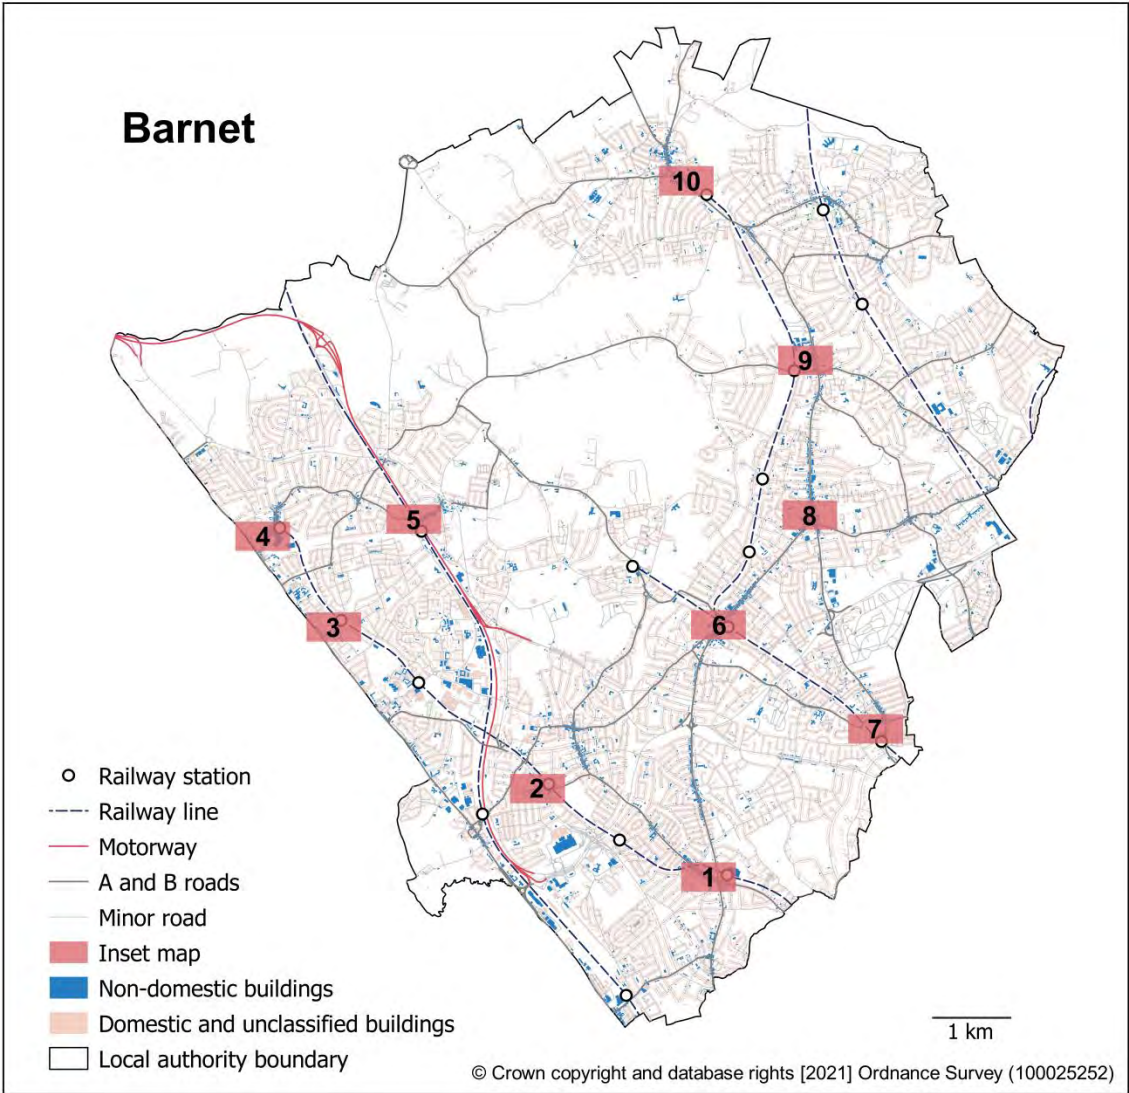 Barnet
10
9
8
5
4
6
3
7
2
1
Railway station
Railway line
Motorway
A and B roads
Minor road
Inset map
Non-domestic buildings
Domestic and unclassified buildings
Local authority boundary
1 km
© Crown copyright and database rights [2021] Ordnance Survey (100025252)